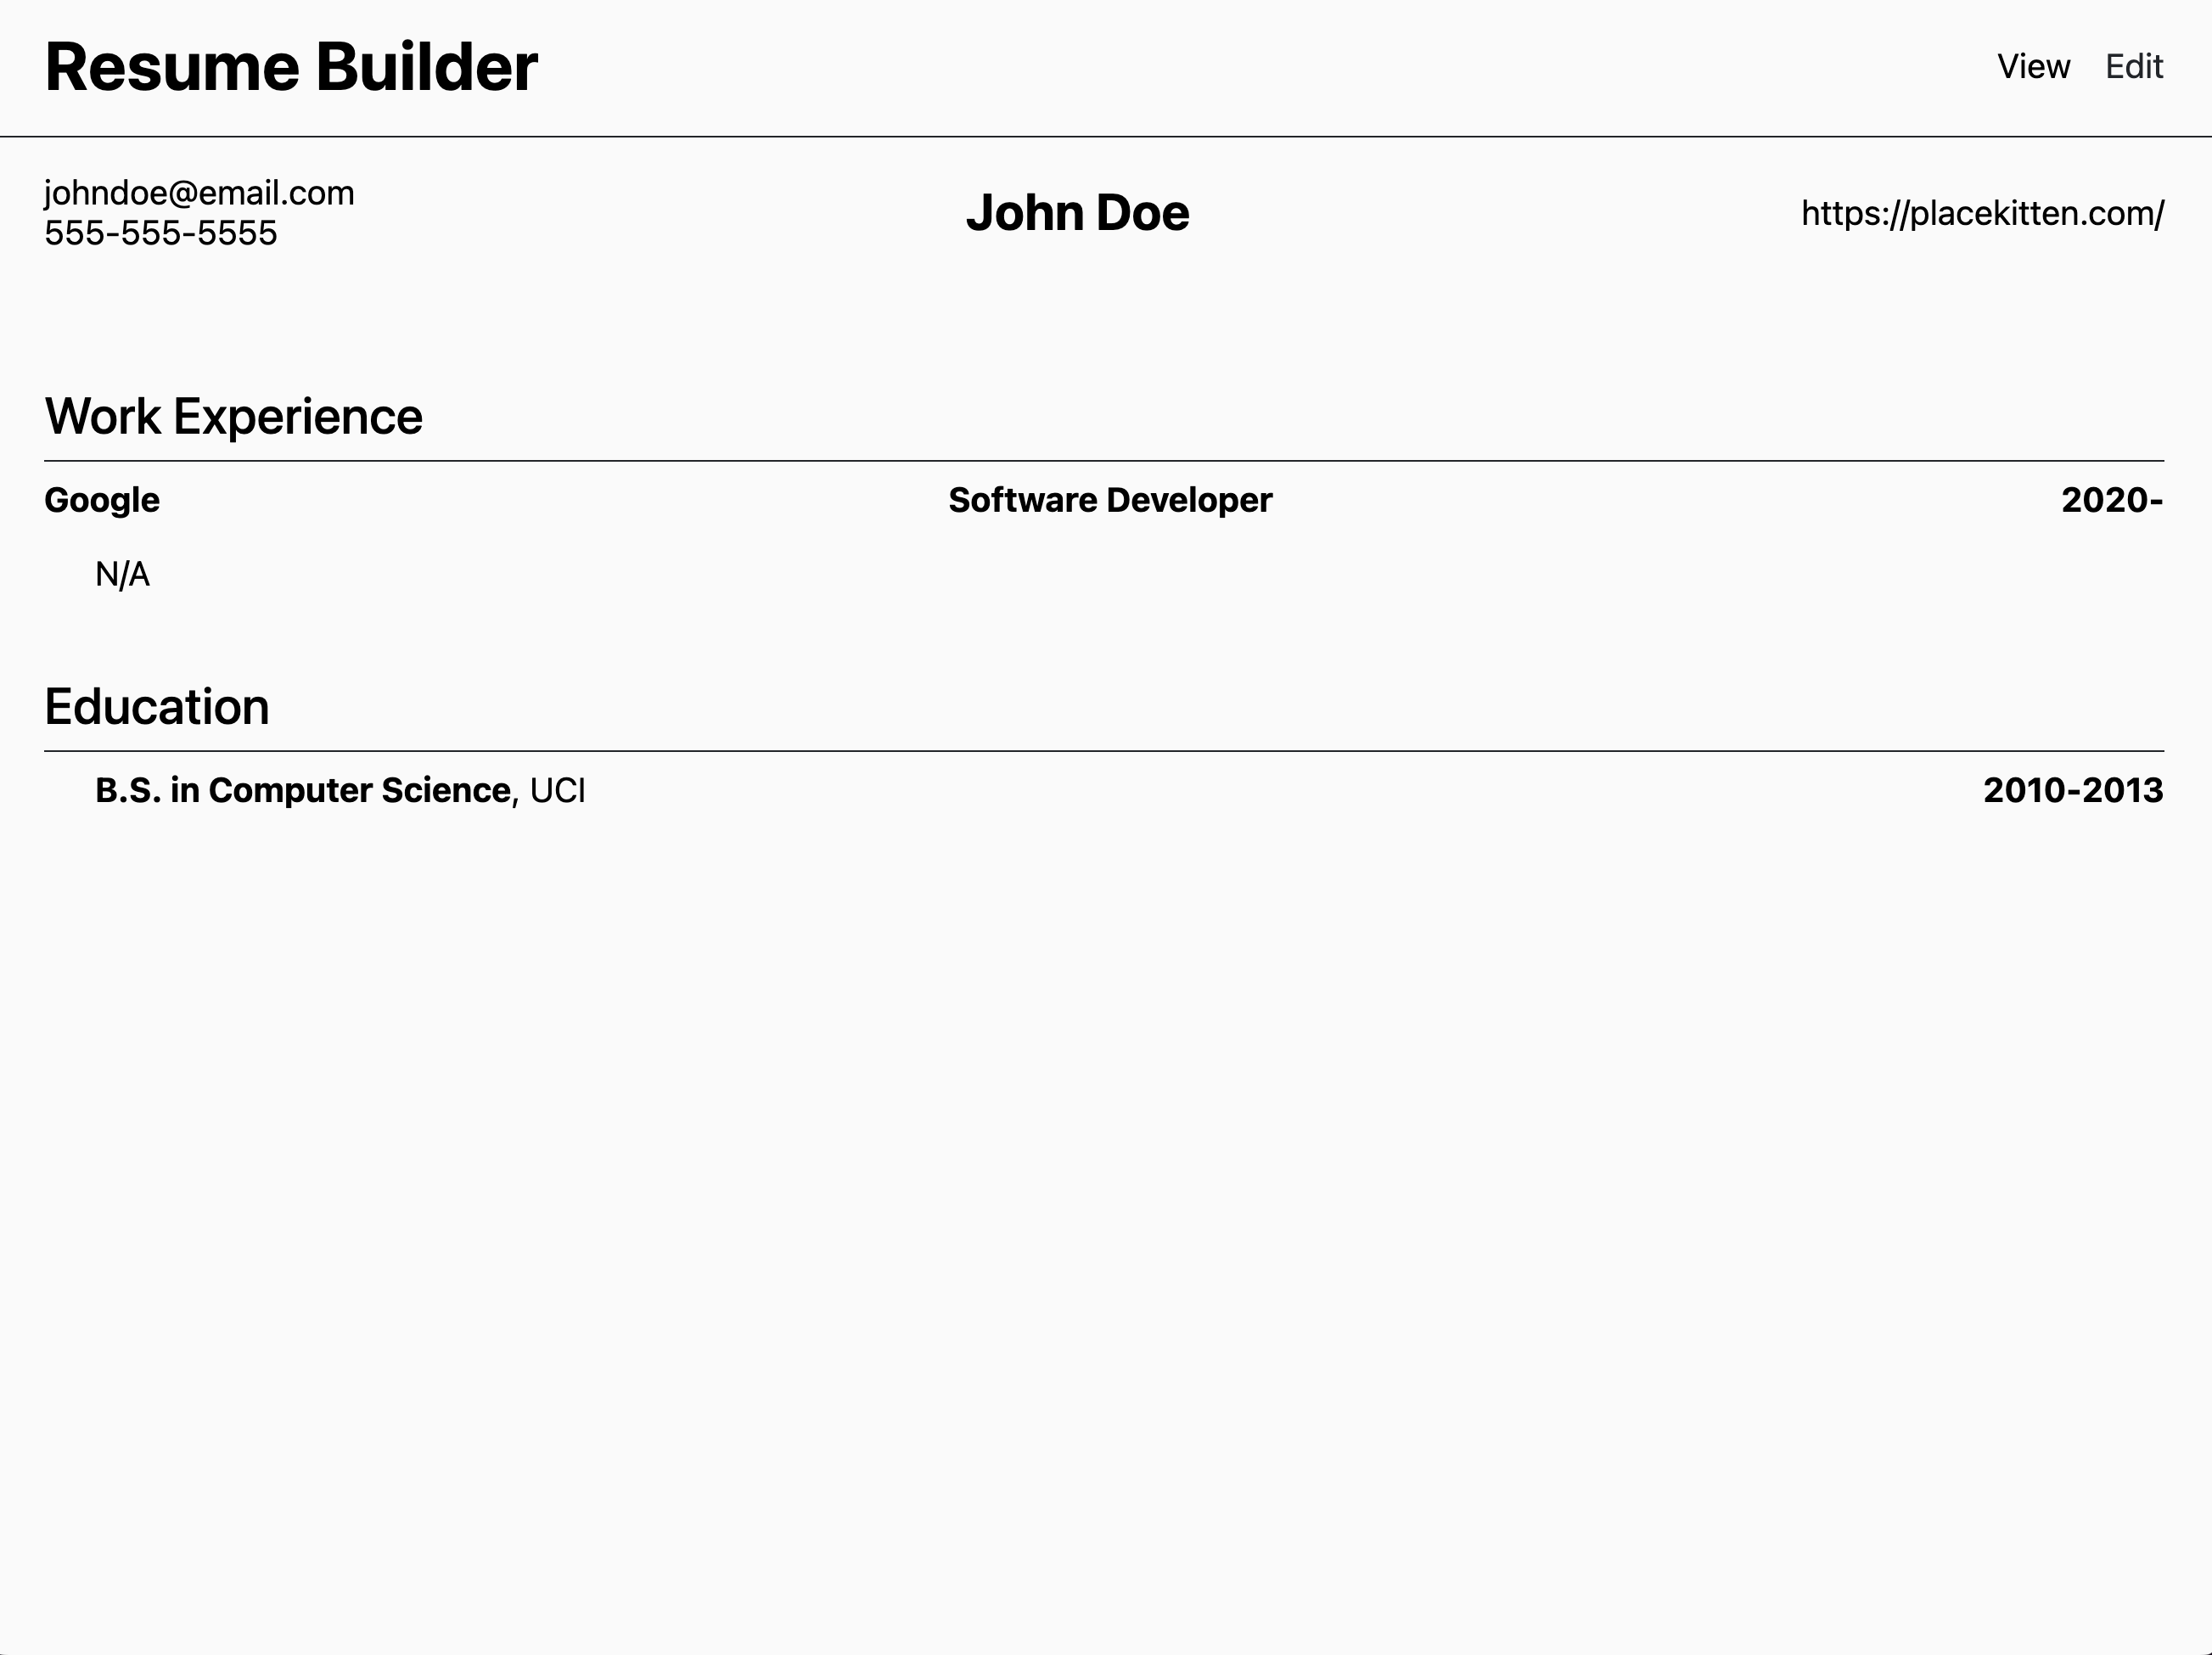 Resume Builder View Edit
johndoe@email.com
555-555-5555
John Doe
https://placekitten.com/
Work Experience
Google Software Developer 2020-
N/A
Education
B.S. in Computer Science, UCI 2010-2013